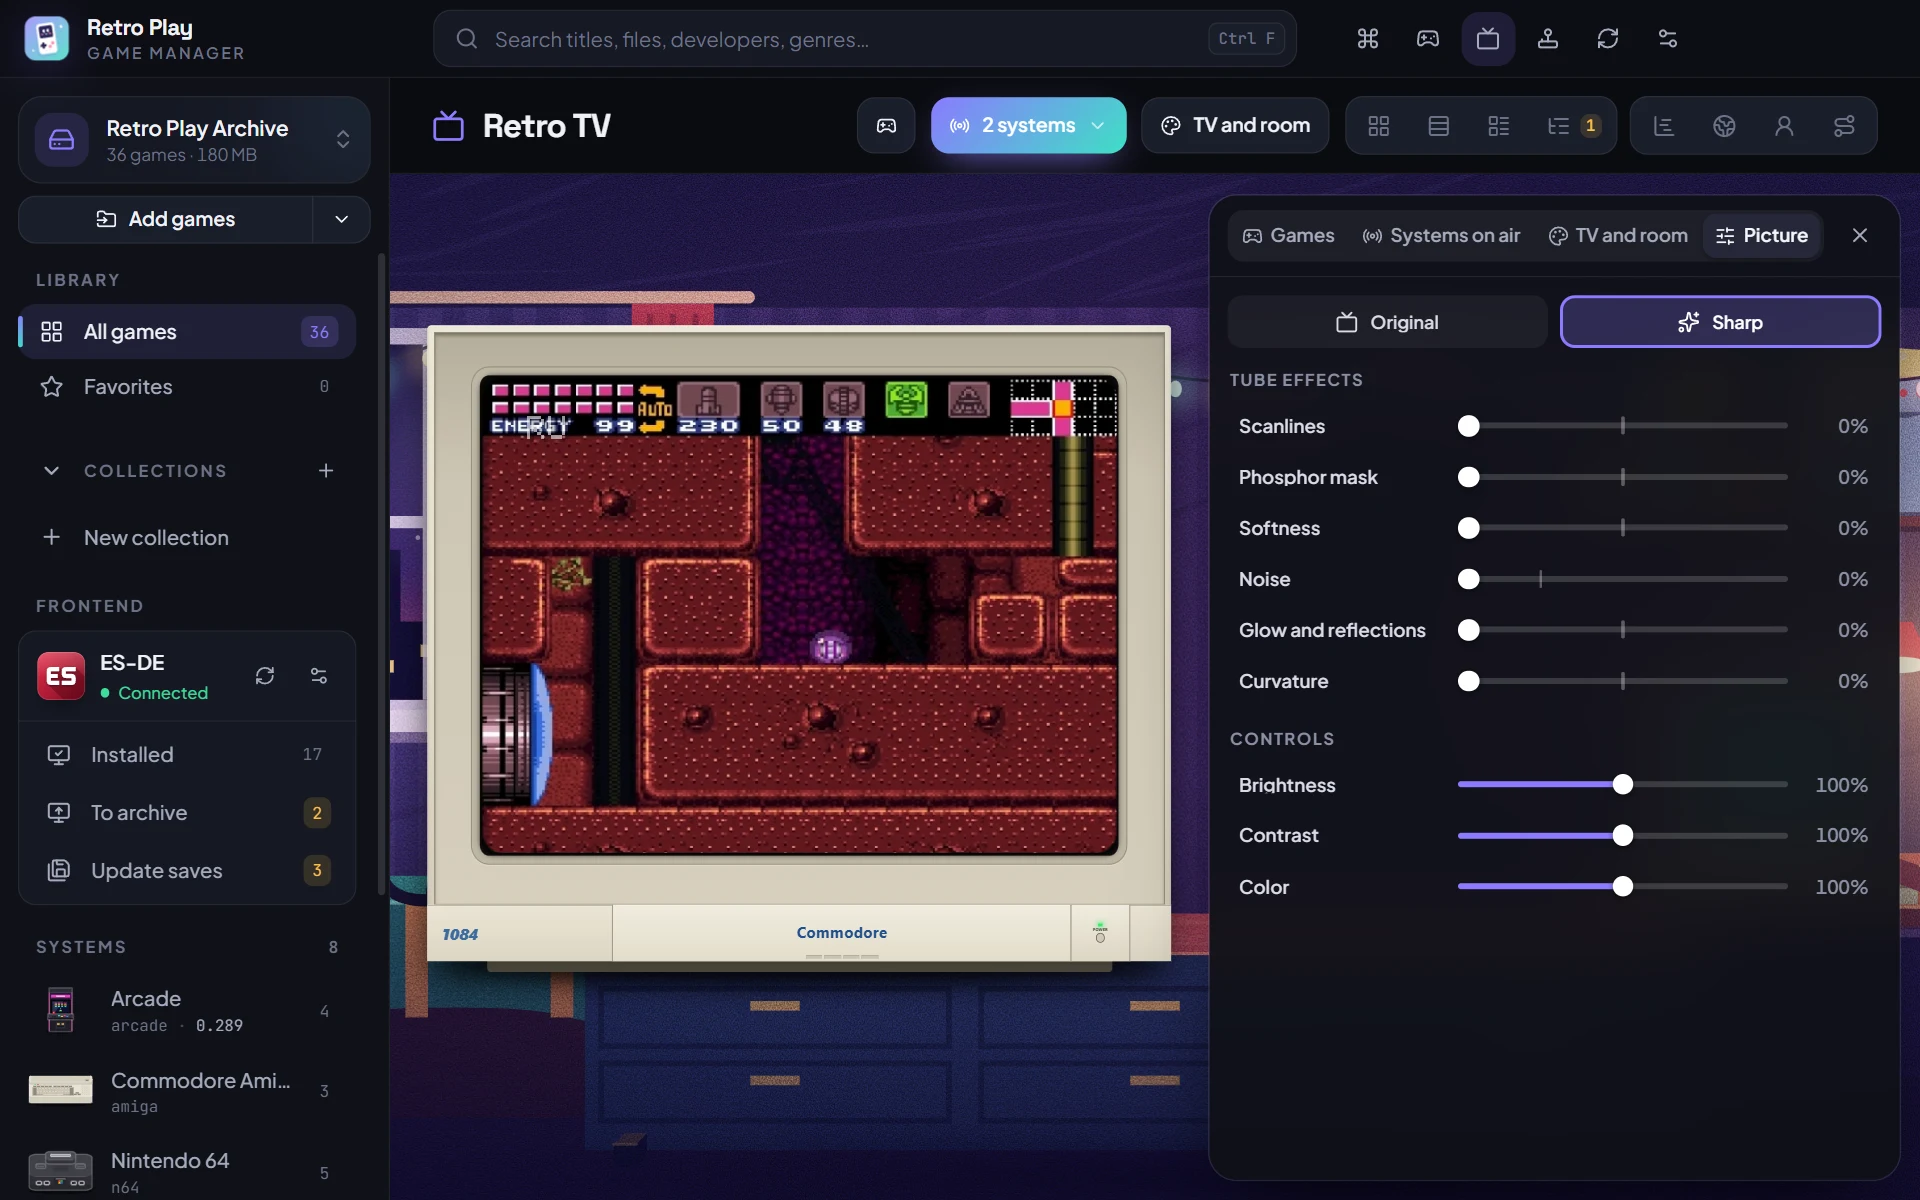 Retro Play
GAME MANAGER
Search titles, files, developers, genres...
Ctrl F
Retro Play Archive
36 games · 180 MB
Retro TV
2 systems
TV and room
1
Add games
Games
Systems on air
TV and room
Picture
LIBRARY
All games
36
Favorites
0
COLLECTIONS
New collection
FRONTEND
ES
ES-DE
Connected
Installed
17
To archive
2
Update saves
3
SYSTEMS
8
Arcade
arcade · 0.289
4
Commodore Ami...
amiga
3
Nintendo 64
n64
5
AUTO
ENERGY 99
230
50
48
1084
Commodore
POWER
Original
Sharp
TUBE EFFECTS
Scanlines
0%
Phosphor mask
0%
Softness
0%
Noise
0%
Glow and reflections
0%
Curvature
0%
CONTROLS
Brightness
100%
Contrast
100%
Color
100%